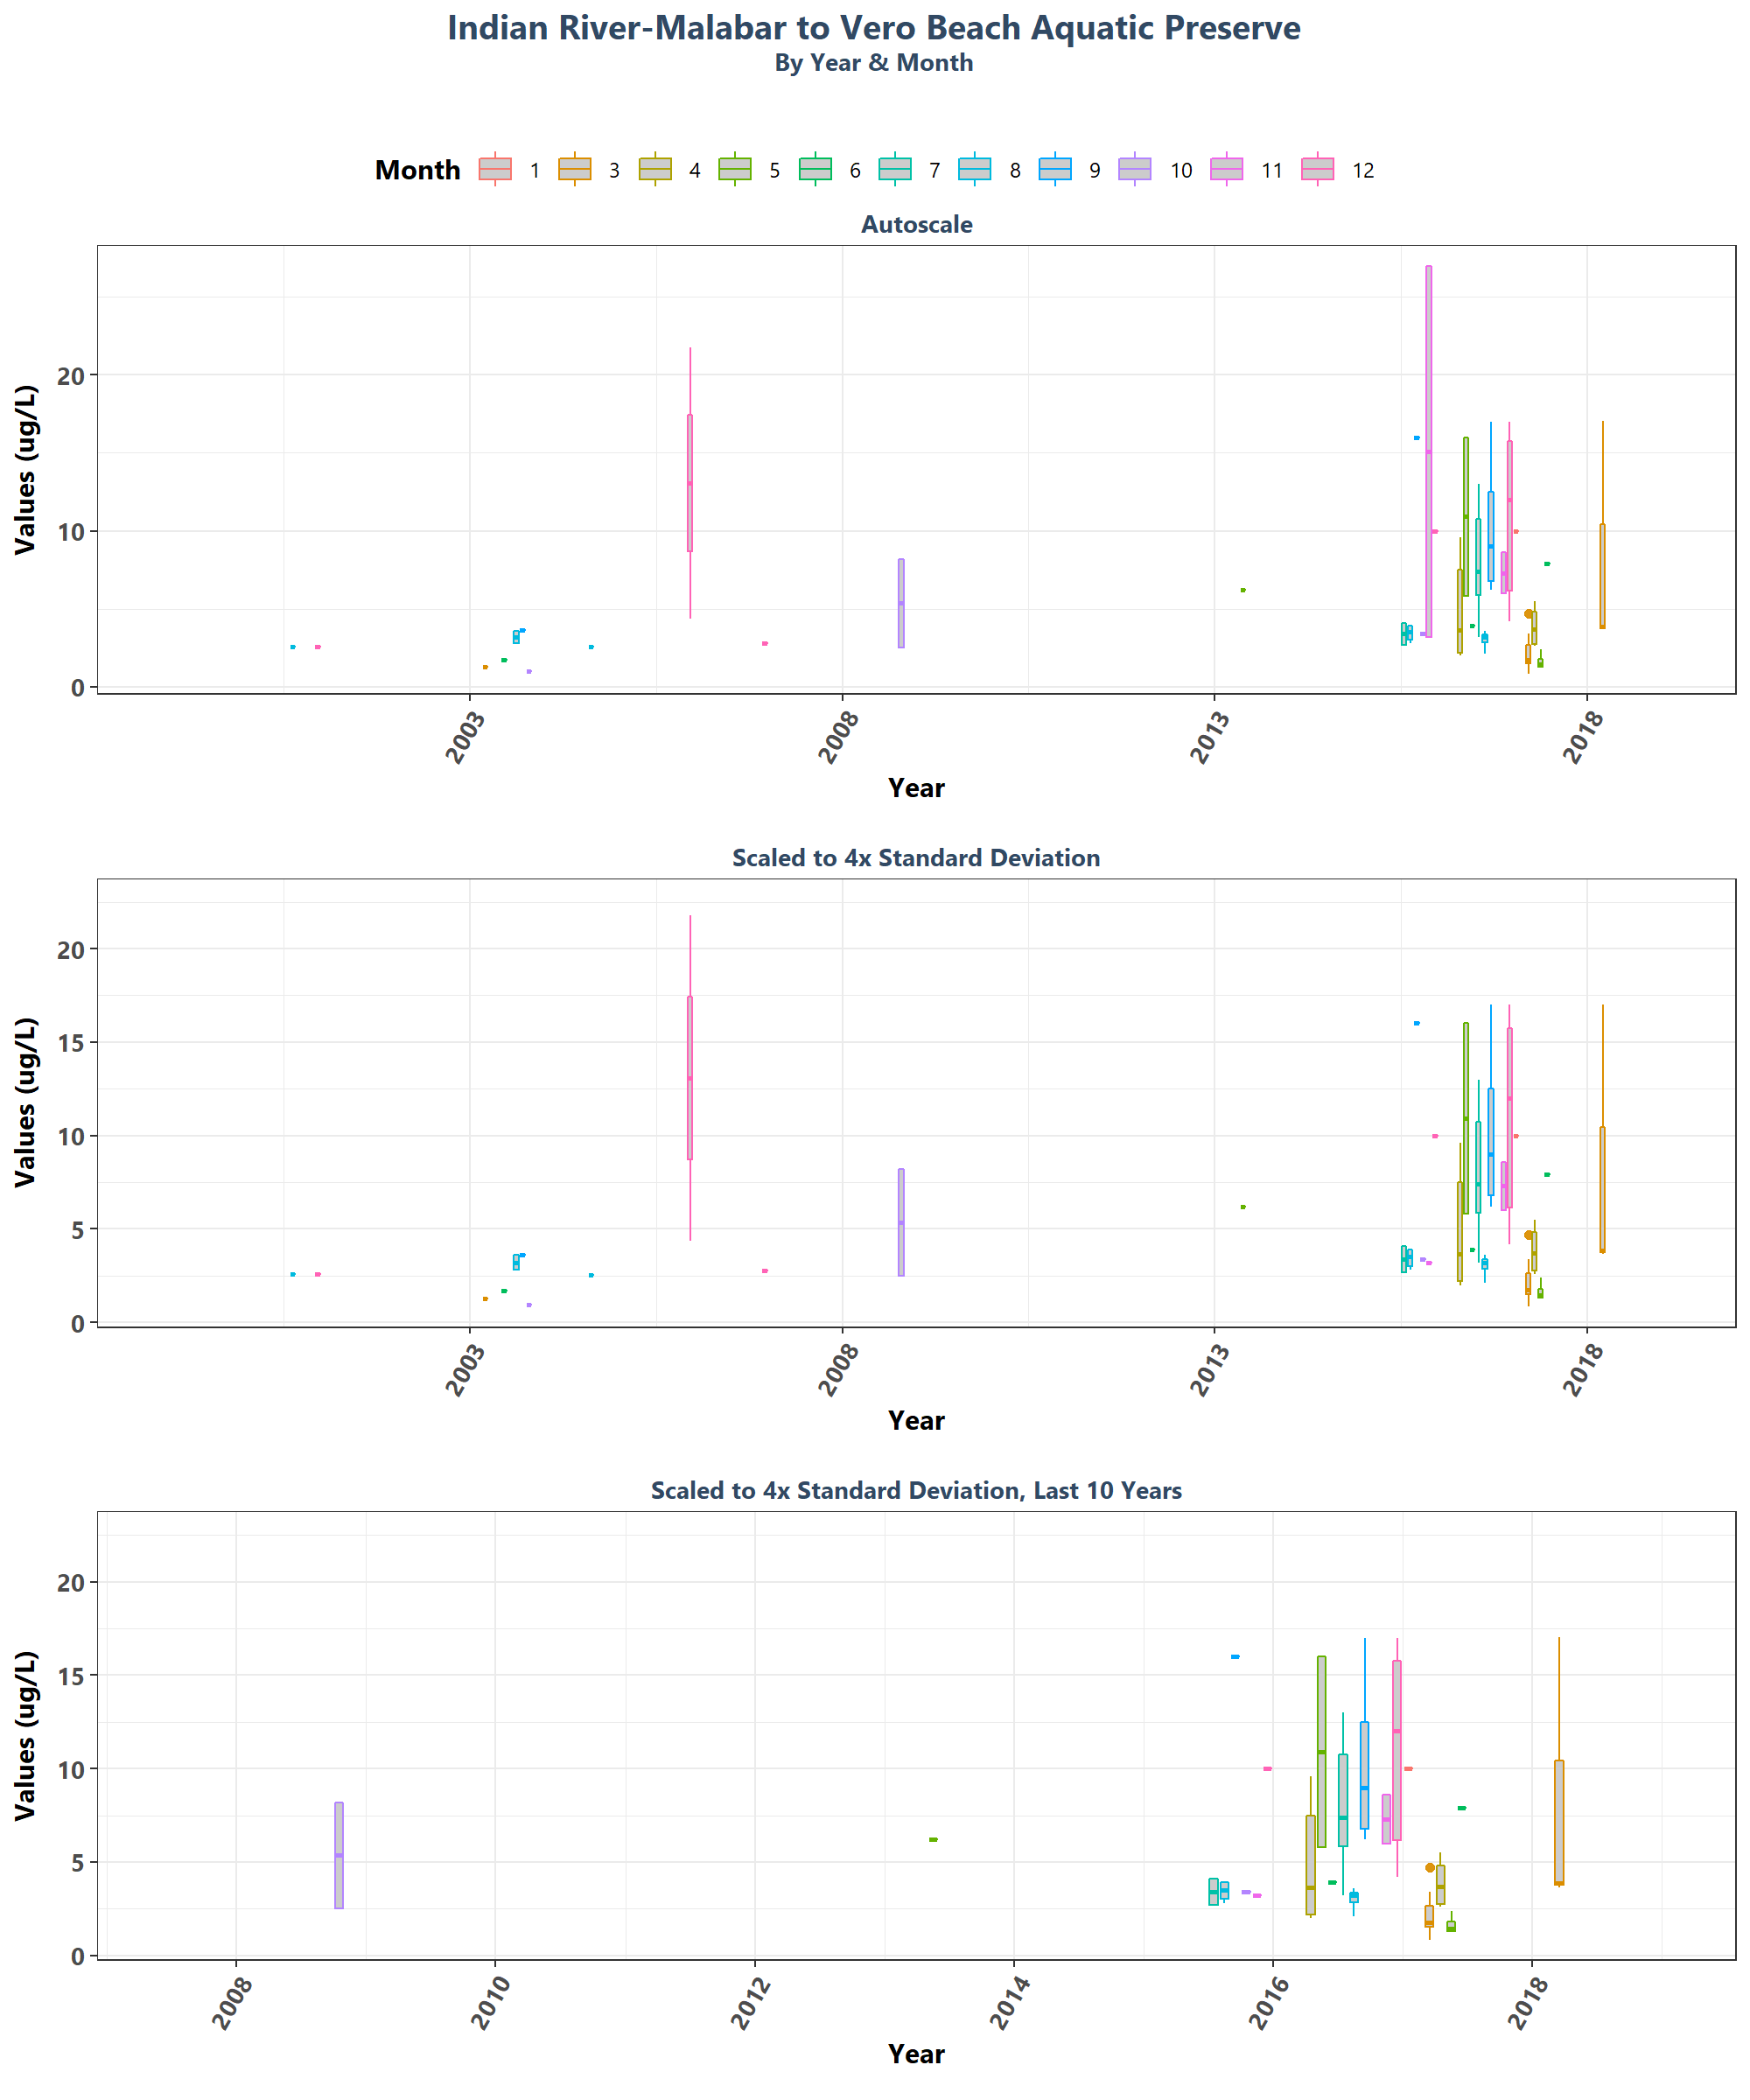 Indian River-Malabar to Vero Beach Aquatic Preserve
By Year & Month
Month 1 3 4 5 6 7 8 9 10 11 12
Autoscale
Values (ug/L)
20
10
0
2003 2008 2013 2018
Year
Scaled to 4x Standard Deviation
Values (ug/L)
20
15
10
5
0
2003 2008 2013 2018
Year
Scaled to 4x Standard Deviation, Last 10 Years
Values (ug/L)
20
15
10
5
0
2008 2010 2012 2014 2016 2018
Year